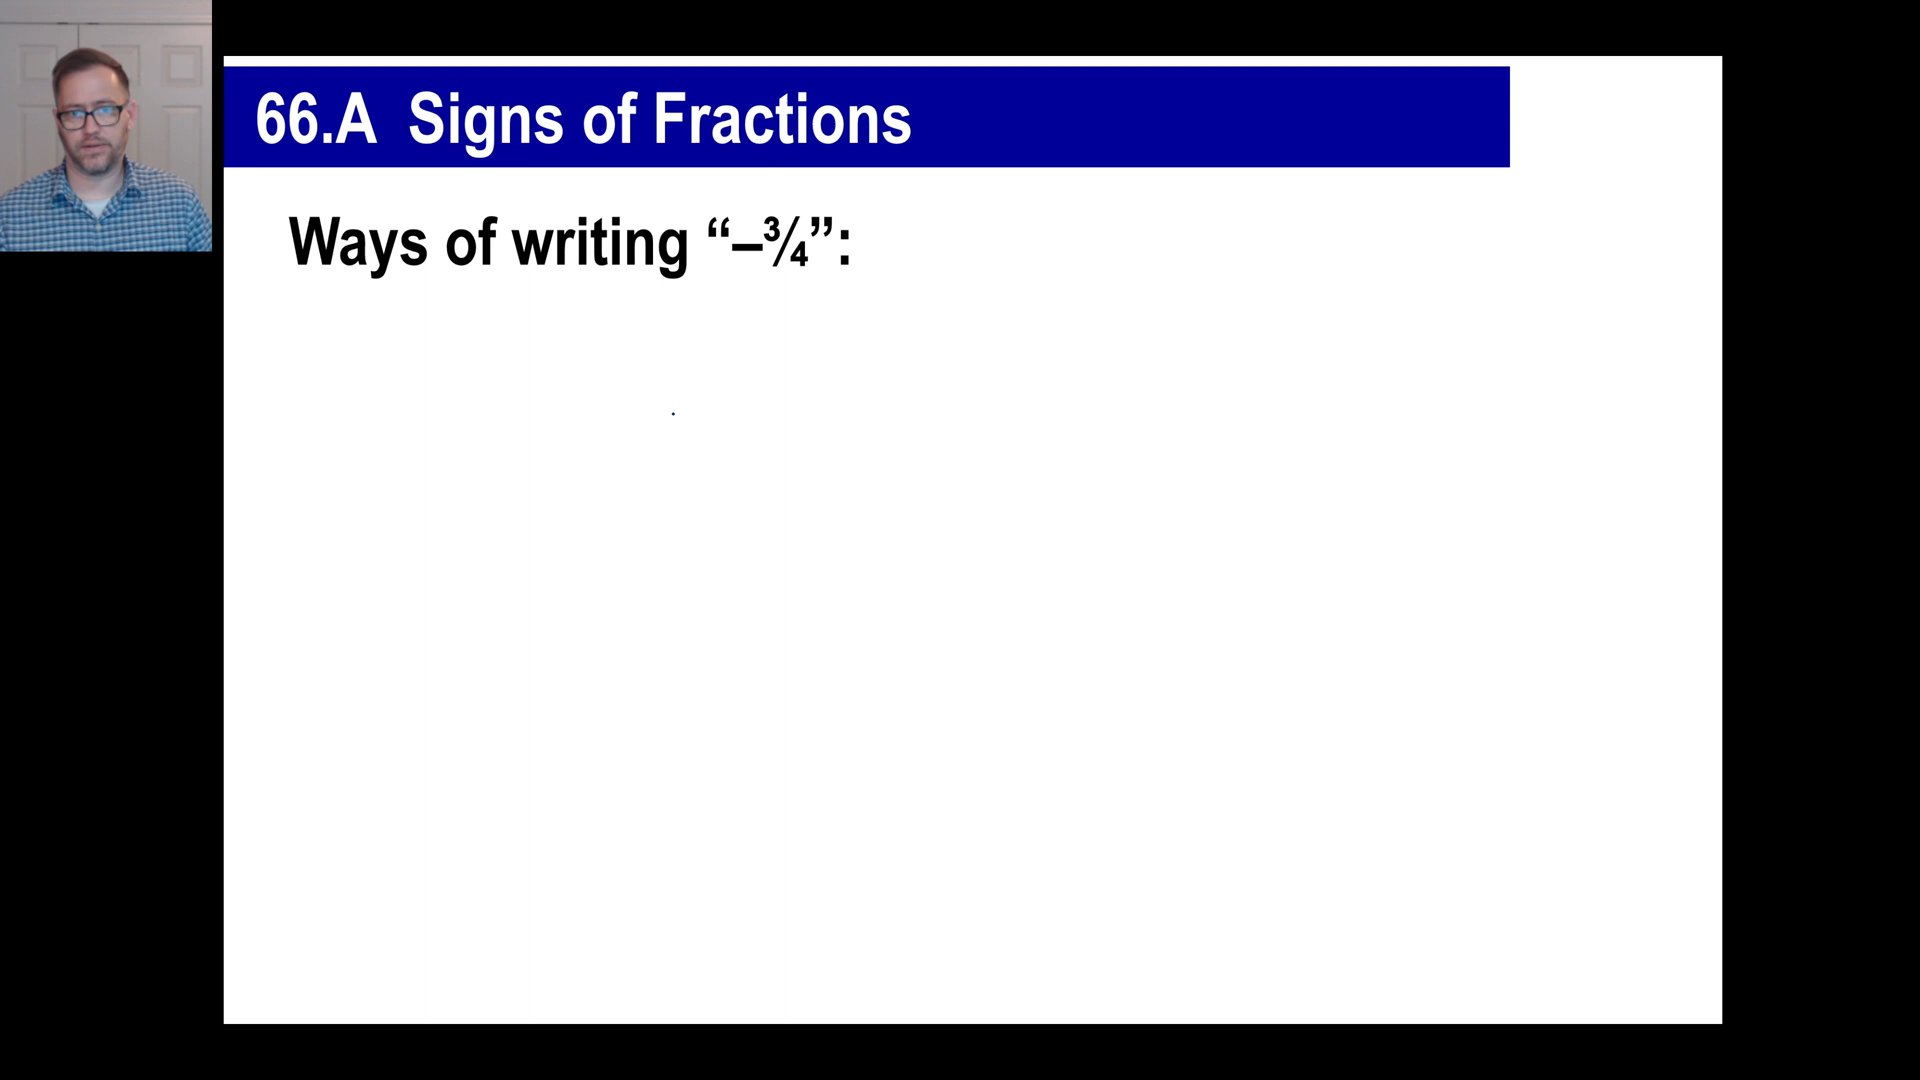 66.A Signs of Fractions
Ways of writing “–¾”: